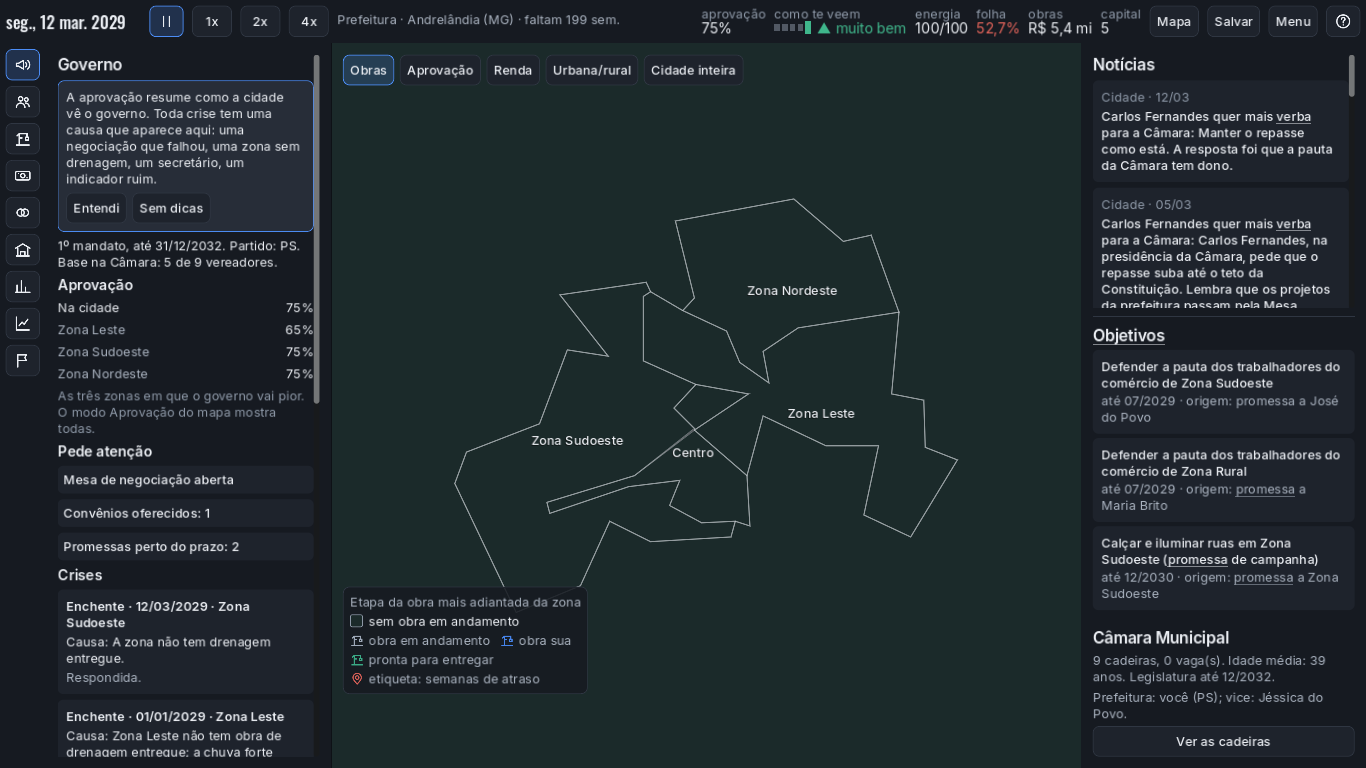 seg., 12 mar. 2029
1x
2x
4x
Prefeitura · Andrelândia (MG) · faltam 199 sem.
aprovação
75%
como te veem
muito bem
energia
100/100
folha
52,7%
obras
R$ 5,4 mi
capital
5
Mapa
Salvar
Menu
Governo
A aprovação resume como a cidade
vê o governo. Toda crise tem uma
causa que aparece aqui: uma
negociação que falhou, uma zona sem
drenagem, um secretário, um
indicador ruim.
Entendi
Sem dicas
1º mandato, até 31/12/2032. Partido: PS.
Base na Câmara: 5 de 9 vereadores.
Aprovação
Na cidade 75%
Zona Leste 65%
Zona Sudoeste 75%
Zona Nordeste 75%
As três zonas em que o governo vai pior.
O modo Aprovação do mapa mostra
todas.
Pede atenção
Mesa de negociação aberta
Convênios oferecidos: 1
Promessas perto do prazo: 2
Crises
Enchente · 12/03/2029 · Zona
Sudoeste
Causa: A zona não tem drenagem
entregue.
Respondida.
Enchente · 01/01/2029 · Zona Leste
Causa: Zona Leste não tem obra de
drenagem entregue; a chuva forte
Obras
Aprovação
Renda
Urbana/rural
Cidade inteira
Zona Nordeste
Zona Leste
Zona Sudoeste
Centro
Etapa da obra mais adiantada da zona
sem obra em andamento
obra em andamento
obra sua
pronta para entregar
etiqueta: semanas de atraso
Notícias
Cidade · 12/03
Carlos Fernandes quer mais verba
para a Câmara: Manter o repasse
como está. A resposta foi que a pauta
da Câmara tem dono.
Cidade · 05/03
Carlos Fernandes quer mais verba
para a Câmara: Carlos Fernandes, na
presidência da Câmara, pede que o
repasse suba até o teto da
Constituição. Lembra que os projetos
da prefeitura passam pela Mesa
Objetivos
Defender a pauta dos trabalhadores do
comércio de Zona Sudoeste
até 07/2029 · origem: promessa a José
do Povo
Defender a pauta dos trabalhadores do
comércio de Zona Rural
até 07/2029 · origem: promessa a
Maria Brito
Calçar e iluminar ruas em Zona
Sudoeste (promessa de campanha)
até 12/2030 · origem: promessa a Zona
Sudoeste
Câmara Municipal
9 cadeiras, 0 vaga(s). Idade média: 39
anos. Legislatura até 12/2032.
Prefeitura: você (PS); vice: Jéssica do
Povo.
Ver as cadeiras